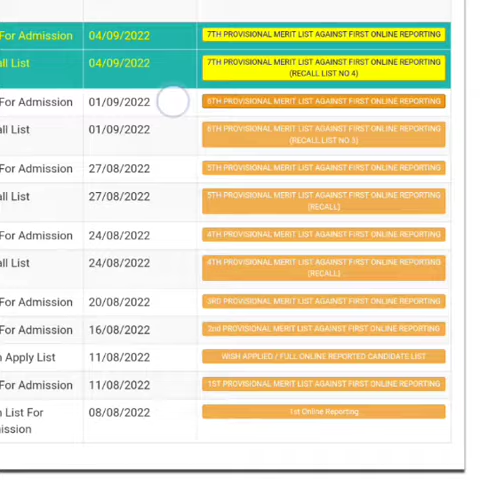 For Admission 04/09/2022 7TH PROVISIONAL MERIT LIST AGAINST FIRST ONLINE REPORTING
all List 04/09/2022 7TH PROVISIONAL MERIT LIST AGAINST FIRST ONLINE REPORTING
(RECALL LIST NO 4)
For Admission 01/09/2022 6TH PROVISIONAL MERIT LIST AGAINST FIRST ONLINE REPORTING
all List 01/09/2022 6TH PROVISIONAL MERIT LIST AGAINST FIRST ONLINE REPORTING
(RECALL LIST NO 3)
For Admission 27/08/2022 5TH PROVISIONAL MERIT LIST AGAINST FIRST ONLINE REPORTING
all List 27/08/2022 5TH PROVISIONAL MERIT LIST AGAINST FIRST ONLINE REPORTING
(RECALL)
For Admission 24/08/2022 4TH PROVISIONAL MERIT LIST AGAINST FIRST ONLINE REPORTING
all List 24/08/2022 4TH PROVISIONAL MERIT LIST AGAINST FIRST ONLINE REPORTING
(RECALL)
For Admission 20/08/2022 3RD PROVISIONAL MERIT LIST AGAINST FIRST ONLINE REPORTING
For Admission 16/08/2022 2nd PROVISIONAL MERIT LIST AGAINST FIRST ONLINE REPORTING
h Apply List 11/08/2022 WISH APPLIED / FULL ONLINE REPORTED CANDIDATE LIST
For Admission 11/08/2022 1ST PROVISIONAL MERIT LIST AGAINST FIRST ONLINE REPORTING
n List For 08/08/2022 1st Online Reporting
ission